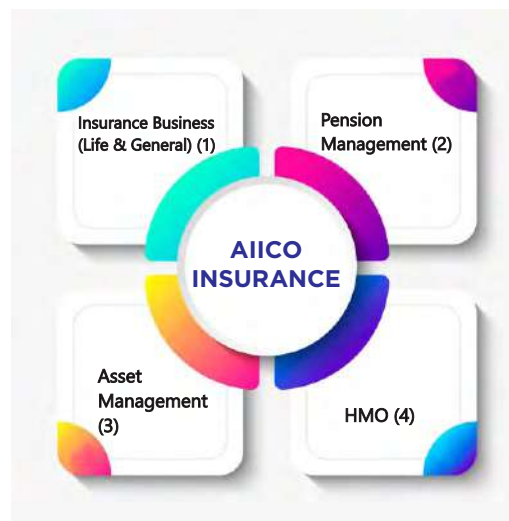 Insurance Business
(Life & General) (1)
Pension
Management (2)
AIICO
INSURANCE
Asset
Management
(3)
HMO (4)